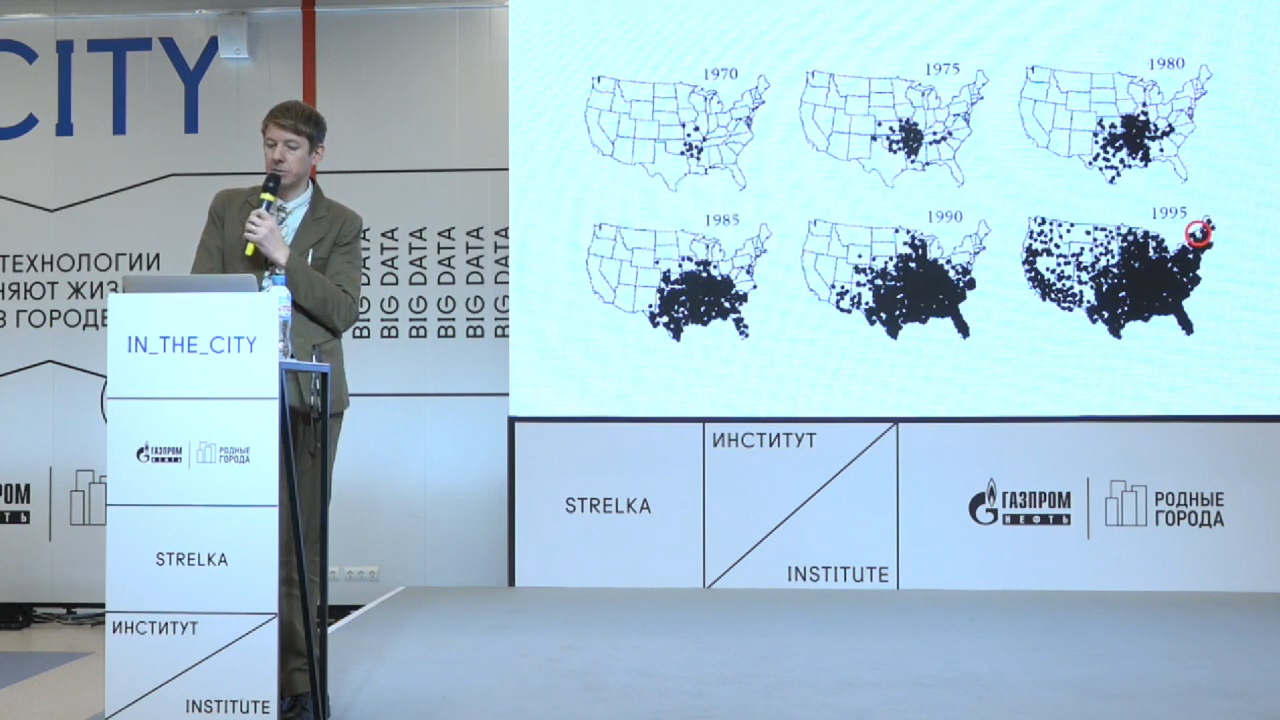 CITY
ТЕХНОЛОГИИ
НЯЮТ ЖИЗ
В ГОРОДЕ
BIG DATA
BIG DATA
BIG DATA
BIG DATA
BIG DATA
BIG DATA
1970
1975
1980
1985
1990
1995
IN_THE_CITY
ГАЗПРОМ
НЕФТЬ
РОДНЫЕ
ГОРОДА
STRELKA
ИНСТИТУТ
INSTITUTE
РОМ
ТЬ
STRELKA
ИНСТИТУТ
INSTITUTE
ГАЗПРОМ
НЕФТЬ
РОДНЫЕ
ГОРОДА